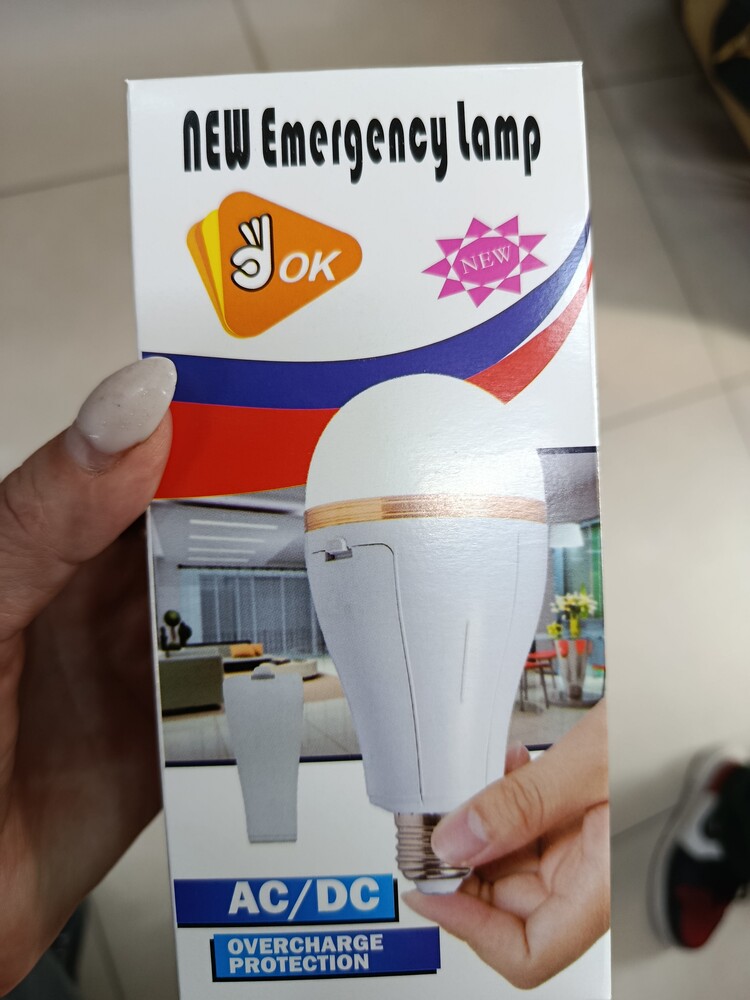 NEW Emergency Lamp
OK
NEW
AC/DC
OVERCHARGE
PROTECTION